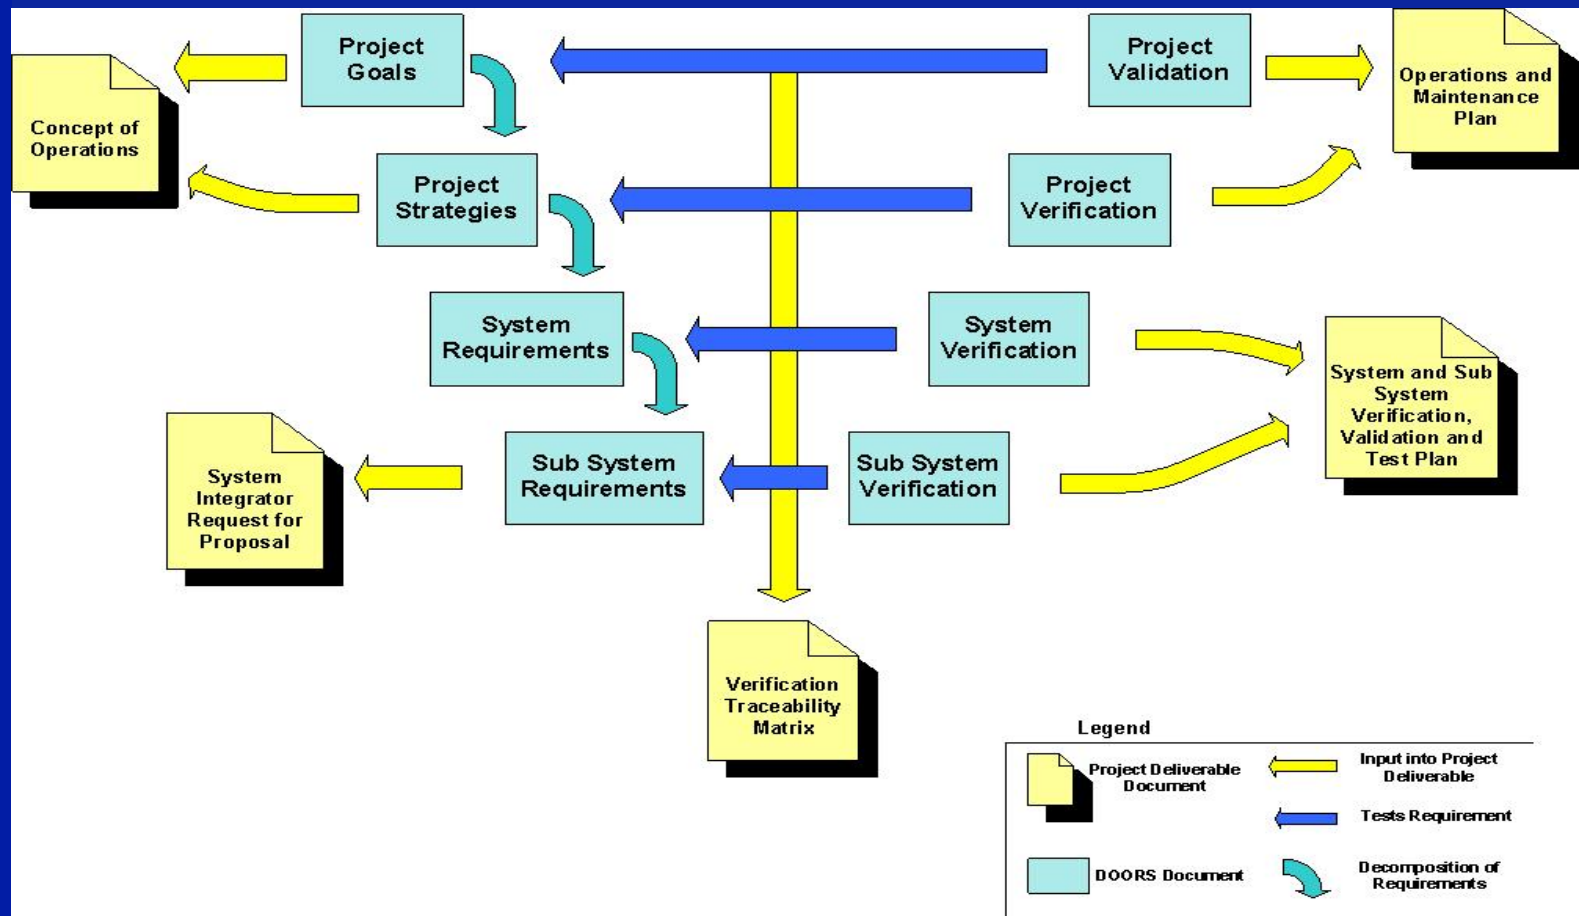 Project
Goals
Project
Validation
Operations and
Maintenance
Plan
Concept of
Operations
Project
Strategies
Project
Verification
System
Requirements
System
Verification
System and Sub
System
Verification,
Validation and
Test Plan
Sub System
Requirements
Sub System
Verification
System
Integrator
Request for
Proposal
Verification
Traceability
Matrix
Legend
Project Deliverable
Document
Input into Project
Deliverable
Tests Requirement
DOORS Document
Decomposition of
Requirements